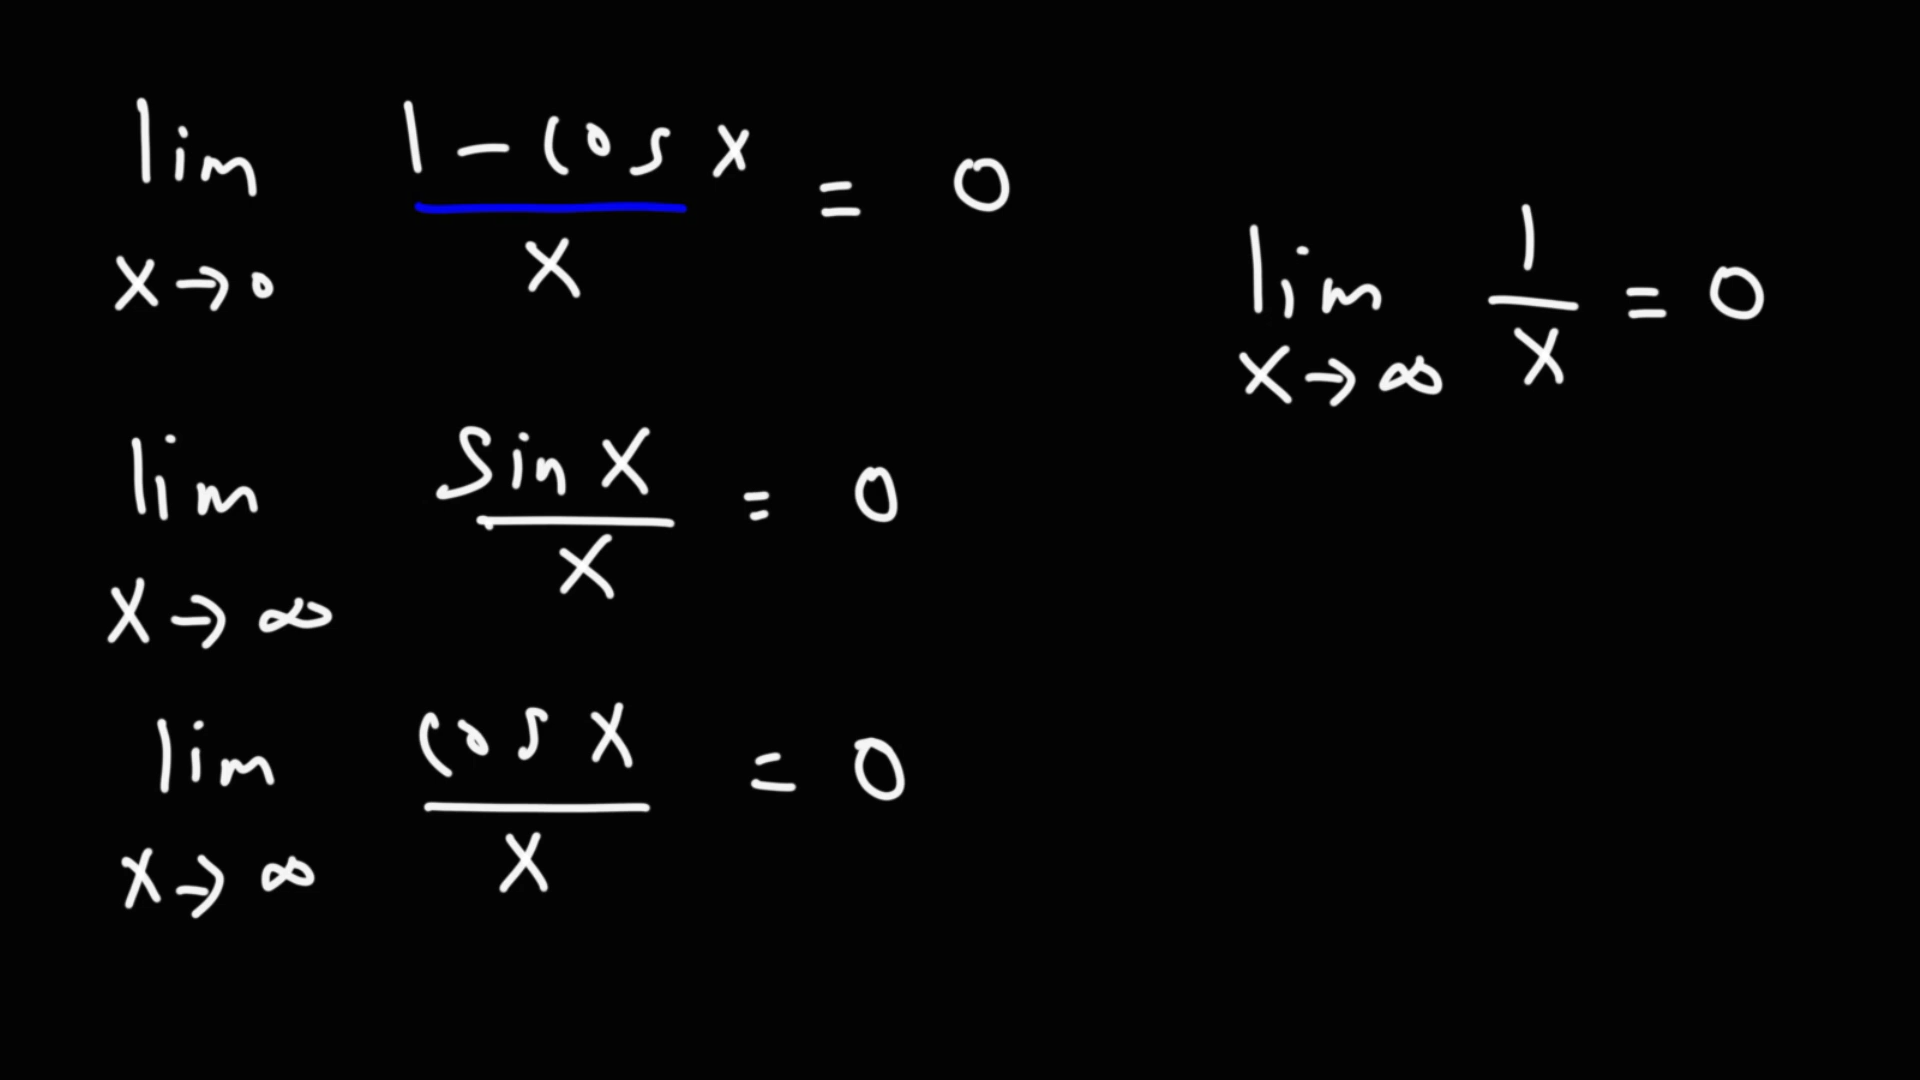 lim 1 - cos x / x = 0
x → 0
lim sin x / x = 0
x → ∞
lim cos x / x = 0
x → ∞
lim 1 / x = 0
x → ∞